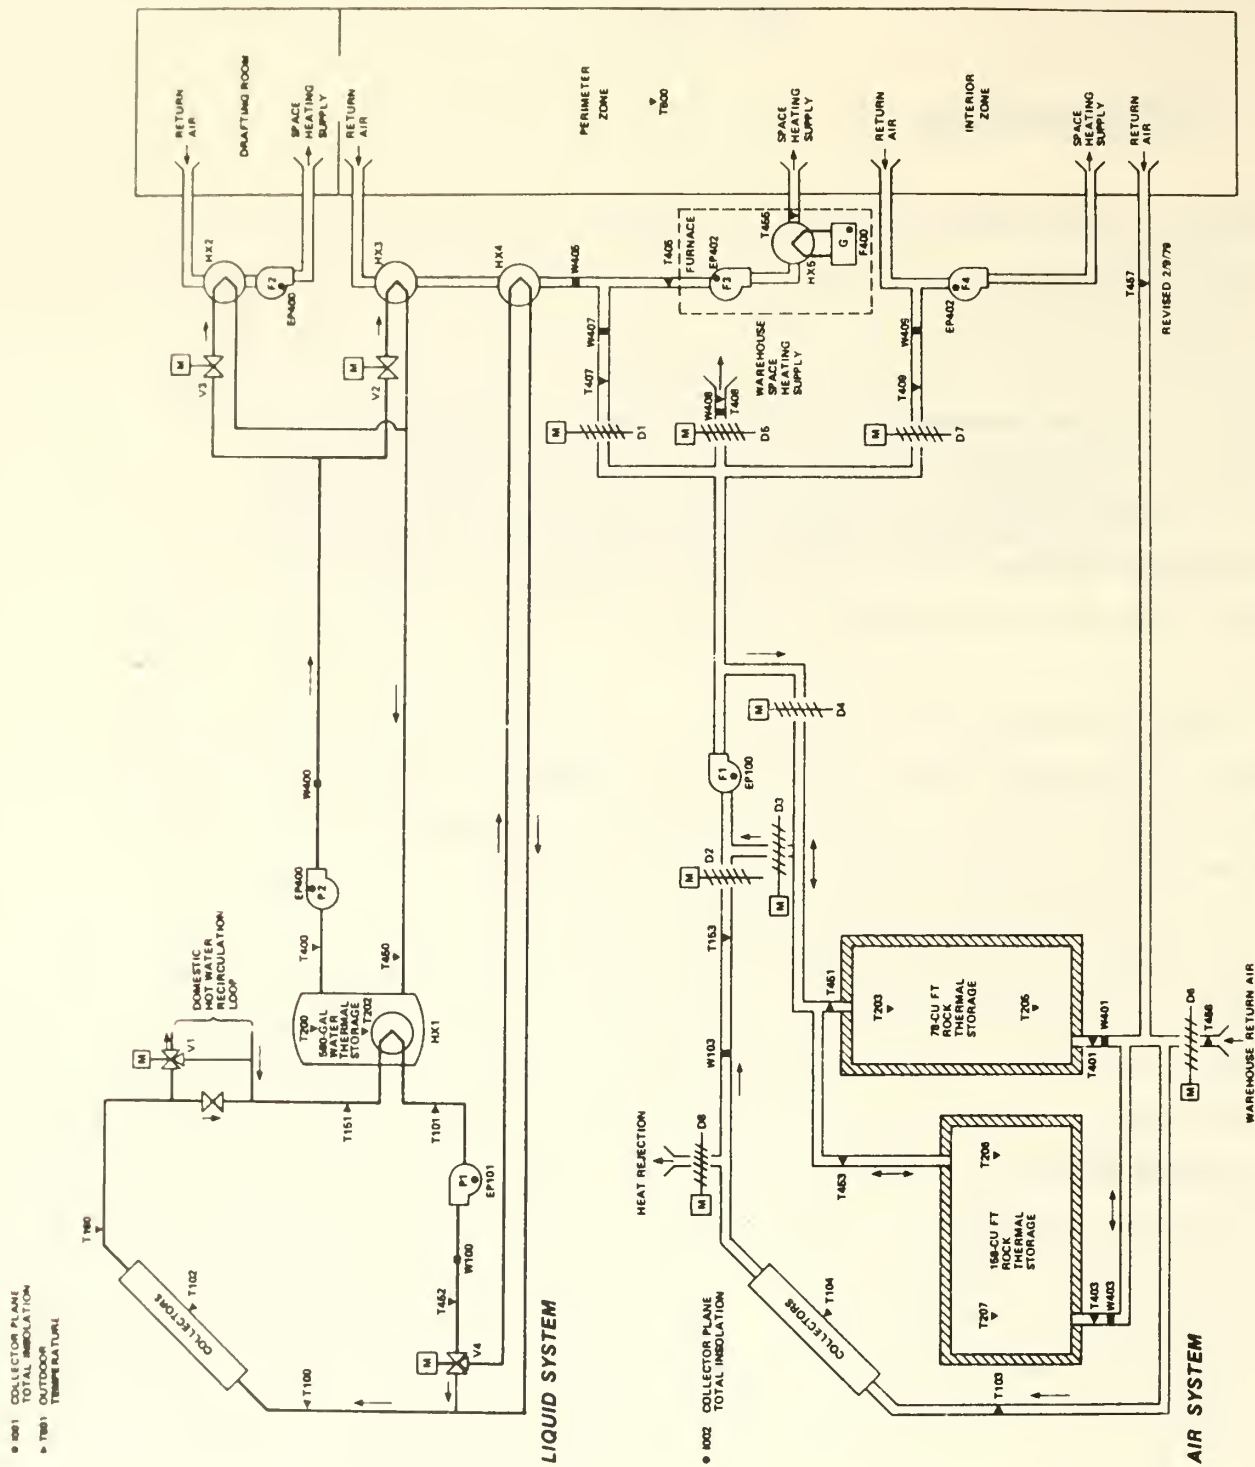 I001 COLLECTOR PLANE
TOTAL INSOLATION
T001 OUTDOOR
TEMPERATURE
T150
COLLECTORS
T102
T100
LIQUID SYSTEM
DOMESTIC
HOT WATER
RECIRCULATION
LOOP
M
V1
T151
T101
P1
EP101
W100
T452
M
V4
T200
T202
WATER
THERMAL
STORAGE
HX1
T400
T450
EP400
P2
W400
M
V3
M
V2
HX2
F2
EP400
HX3
HX4
RETURN
AIR
DRAFTING ROOM
SPACE
HEATING
SUPPLY
RETURN
AIR
PERIMETER
ZONE
T600
SPACE
HEATING
SUPPLY
RETURN
AIR
INTERIOR
ZONE
SPACE
HEATING
SUPPLY
RETURN
AIR
W405
T405
FURNACE
EP402
F3
T455
HX5
G
F400
W407
T407
M
D1
WAREHOUSE
SPACE
HEATING
SUPPLY
W408
T408
M
D5
W409
T409
M
D7
F4
EP402
T457
REVISED 2/9/79
I002 COLLECTOR PLANE
TOTAL INSOLATION
COLLECTORS
T104
T103
AIR SYSTEM
HEAT REJECTION
M
D8
W103
T153
M
D2
M
D3
F1
EP100
M
D4
T451
T203
78-CU FT
ROCK
THERMAL
STORAGE
T205
T401
W401
T453
T206
ROCK
THERMAL
STORAGE
T207
T403
W403
M
D6
T456
WAREHOUSE RETURN AIR